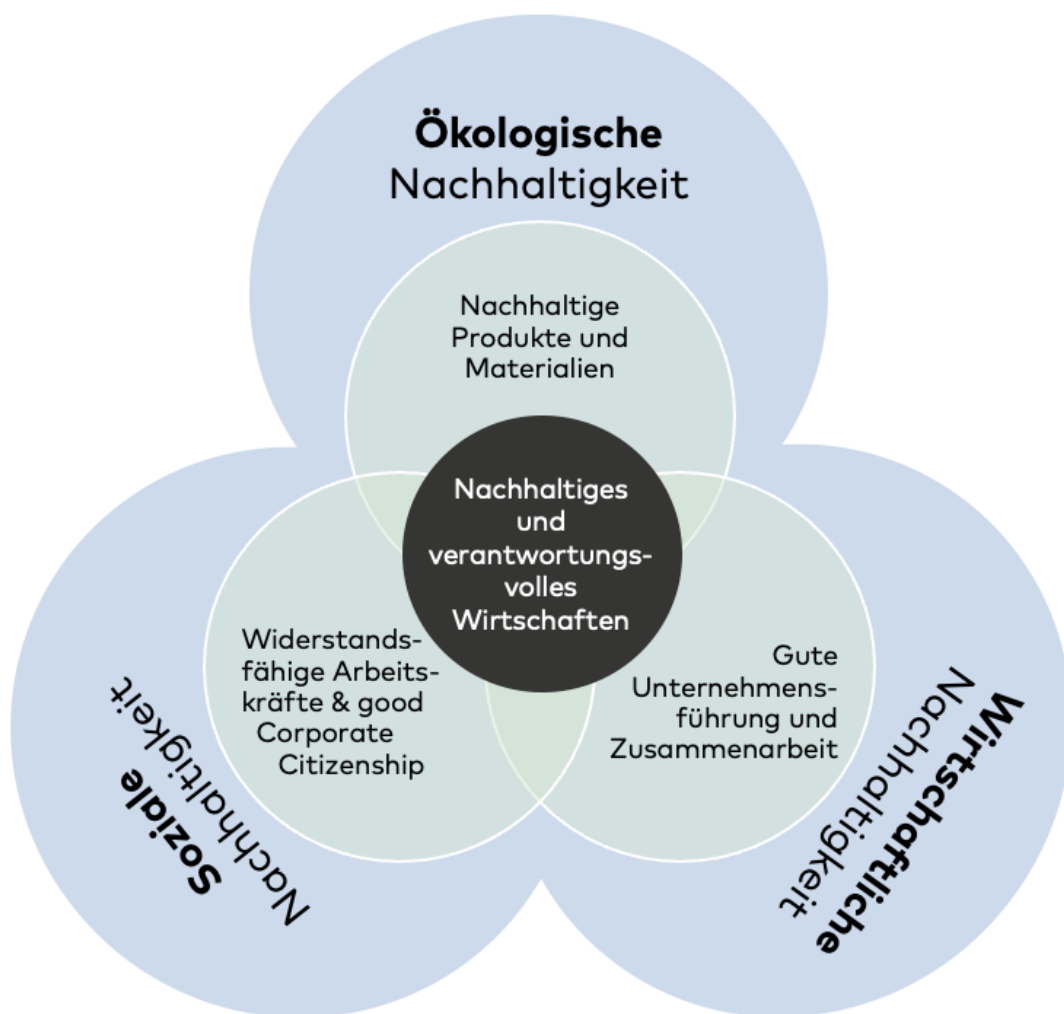 Ökologische
Nachhaltigkeit
Nachhaltige
Produkte und
Materialien
Nachhaltiges
und
verantwortungs-
volles
Wirtschaften
Widerstands-
fähige Arbeits-
kräfte & good
Corporate
Citizenship
Gute
Unternehmens-
führung und
Zusammenarbeit
Soziale
Nachhaltigkeit
Wirtschaftliche
Nachhaltigkeit